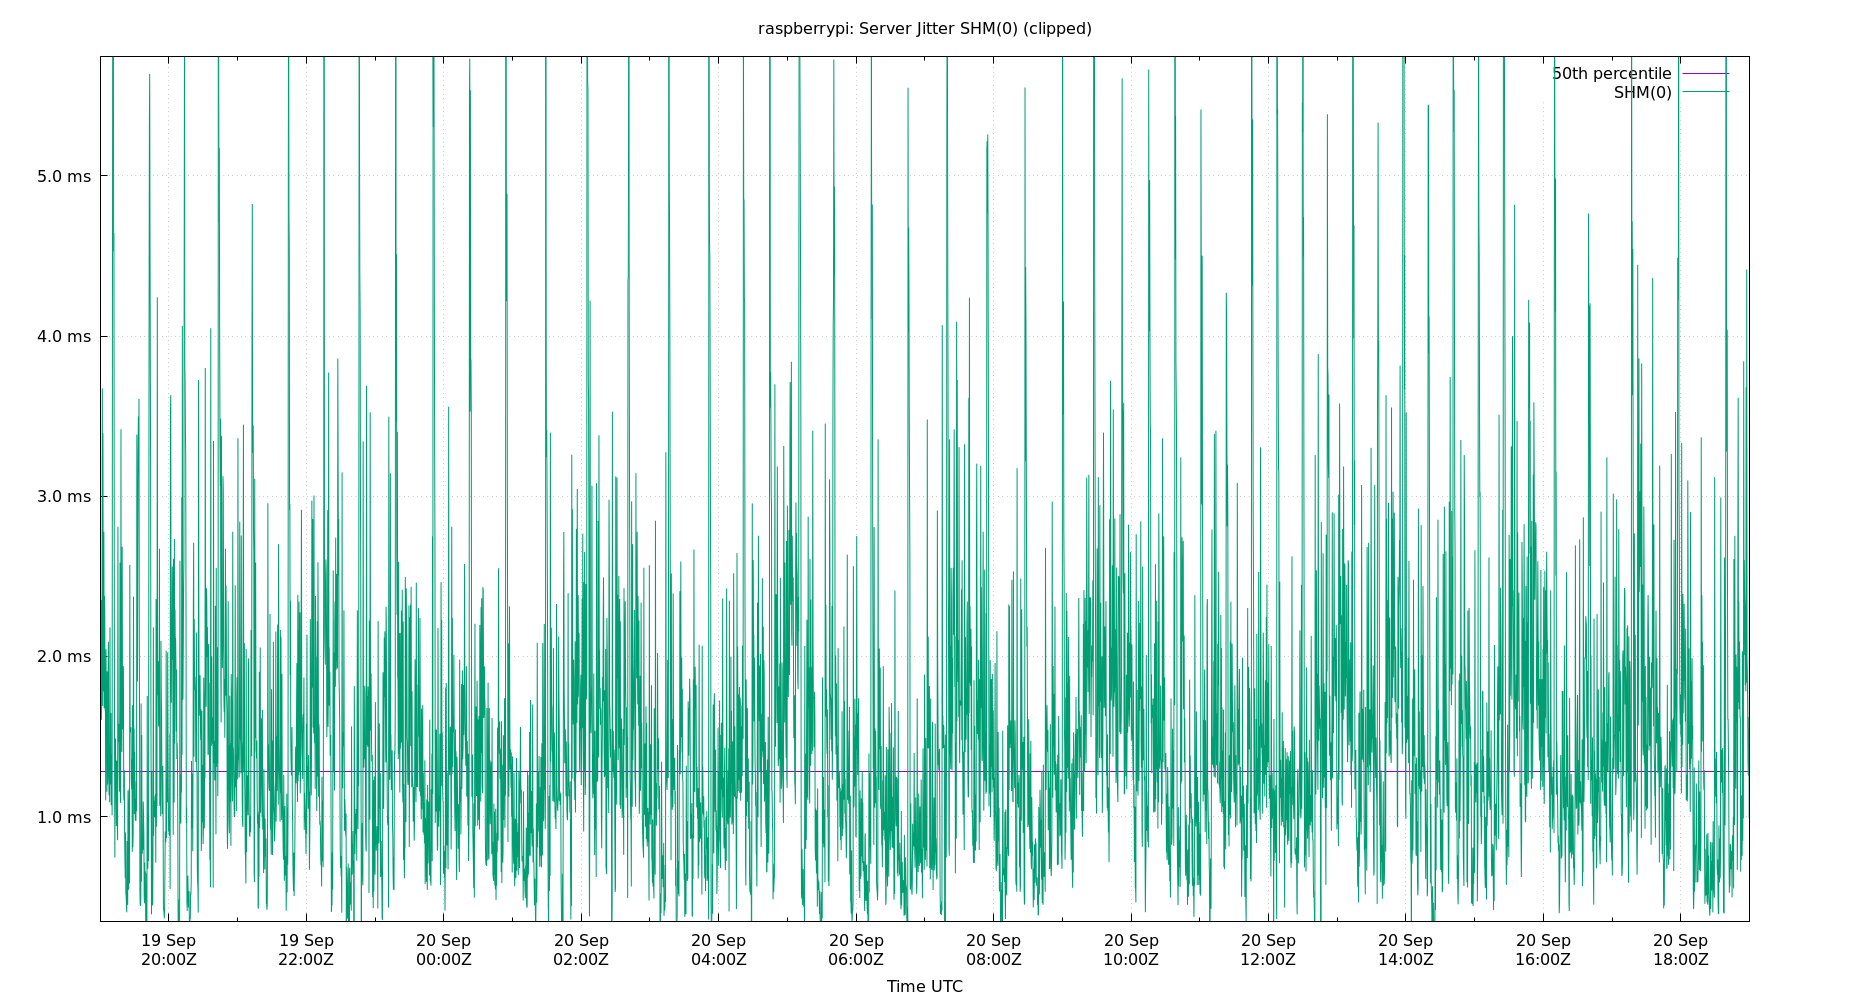 raspberrypi: Server Jitter SHM(0) (clipped)
50th percentile
SHM(0)
5.0 ms
4.0 ms
3.0 ms
2.0 ms
1.0 ms
19 Sep 19 Sep 20 Sep 20 Sep 20 Sep 20 Sep 20 Sep 20 Sep 20 Sep 20 Sep 20 Sep 20 Sep
20:00Z 22:00Z 00:00Z 02:00Z 04:00Z 06:00Z 08:00Z 10:00Z 12:00Z 14:00Z 16:00Z 18:00Z
Time UTC